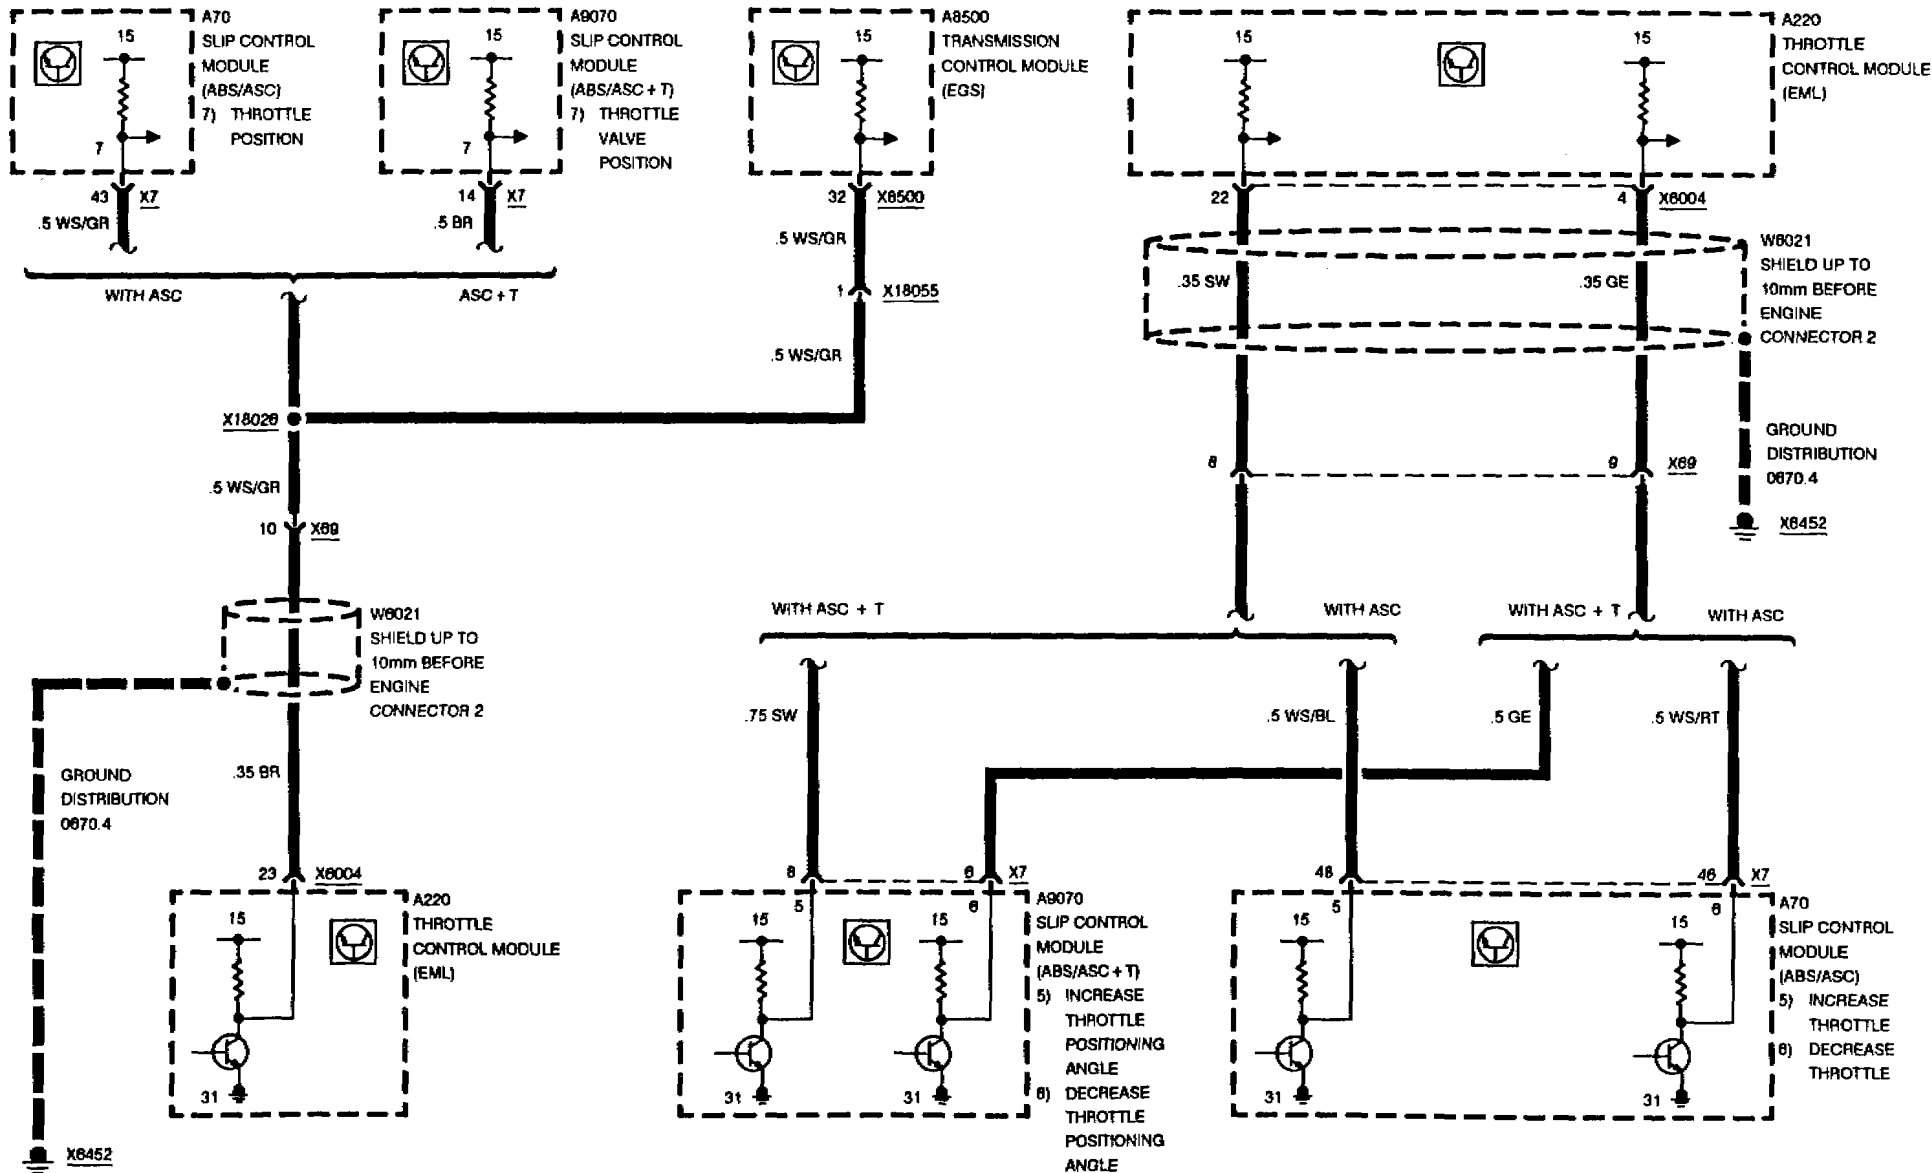 A70
SLIP CONTROL
MODULE
(ABS/ASC)
7) THROTTLE
POSITION
15
7
43 X7
.5 WS/GR
A9070
SLIP CONTROL
MODULE
(ABS/ASC + T)
7) THROTTLE
VALVE
POSITION
15
7
14 X7
.5 BR
A8500
TRANSMISSION
CONTROL MODULE
(EGS)
15
32 X8500
.5 WS/GR
1 X18055
.5 WS/GR
A220
THROTTLE
CONTROL MODULE
(EML)
15
15
22
4 X6004
W6021
SHIELD UP TO
10mm BEFORE
ENGINE
CONNECTOR 2
.35 SW
.35 GE
WITH ASC
ASC + T
X18026
.5 WS/GR
10 X69
GROUND
DISTRIBUTION
0670.4
8
9 X69
X6452
W6021
SHIELD UP TO
10mm BEFORE
ENGINE
CONNECTOR 2
WITH ASC + T
WITH ASC
WITH ASC + T
WITH ASC
.75 SW
.5 WS/BL
.5 GE
.5 WS/RT
GROUND
DISTRIBUTION
0670.4
.35 BR
23 X6004
A220
THROTTLE
CONTROL MODULE
(EML)
15
31
X6452
8
6 X7
5
6
15
15
31
31
A9070
SLIP CONTROL
MODULE
(ABS/ASC + T)
5) INCREASE
THROTTLE
POSITIONING
ANGLE
6) DECREASE
THROTTLE
POSITIONING
ANGLE
48
46 X7
5
6
15
15
31
31
A70
SLIP CONTROL
MODULE
(ABS/ASC)
5) INCREASE
THROTTLE
6) DECREASE
THROTTLE